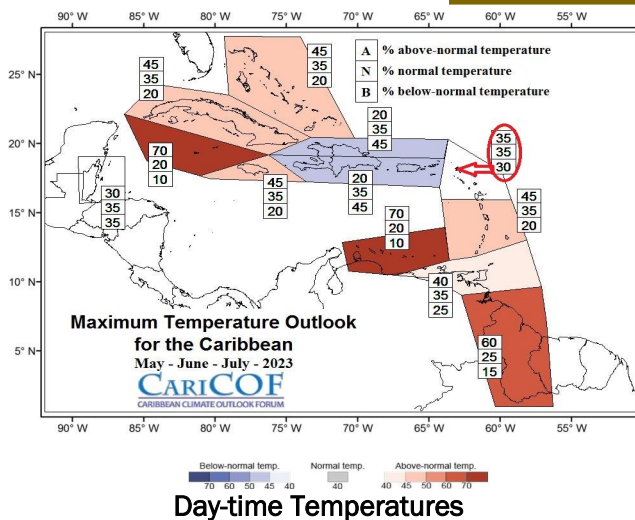 A % above-normal temperature
N % normal temperature
B % below-normal temperature
25° N
20° N
15° N
10° N
5° N
45
35
20
45
35
20
20
35
45
35
35
30
70
20
10
30
35
35
45
35
20
20
35
45
45
35
20
70
20
10
40
35
25
60
25
15
Maximum Temperature Outlook
for the Caribbean
May - June - July - 2023
CARICOF
CARIBBEAN CLIMATE OUTLOOK FORUM
90° W 85° W 80° W 75° W 70° W 65° W 60° W 55° W
Below-normal temp. Normal temp. Above-normal temp.
70 60 50 45 40 40 40 45 50 60 70
Day-time Temperatures